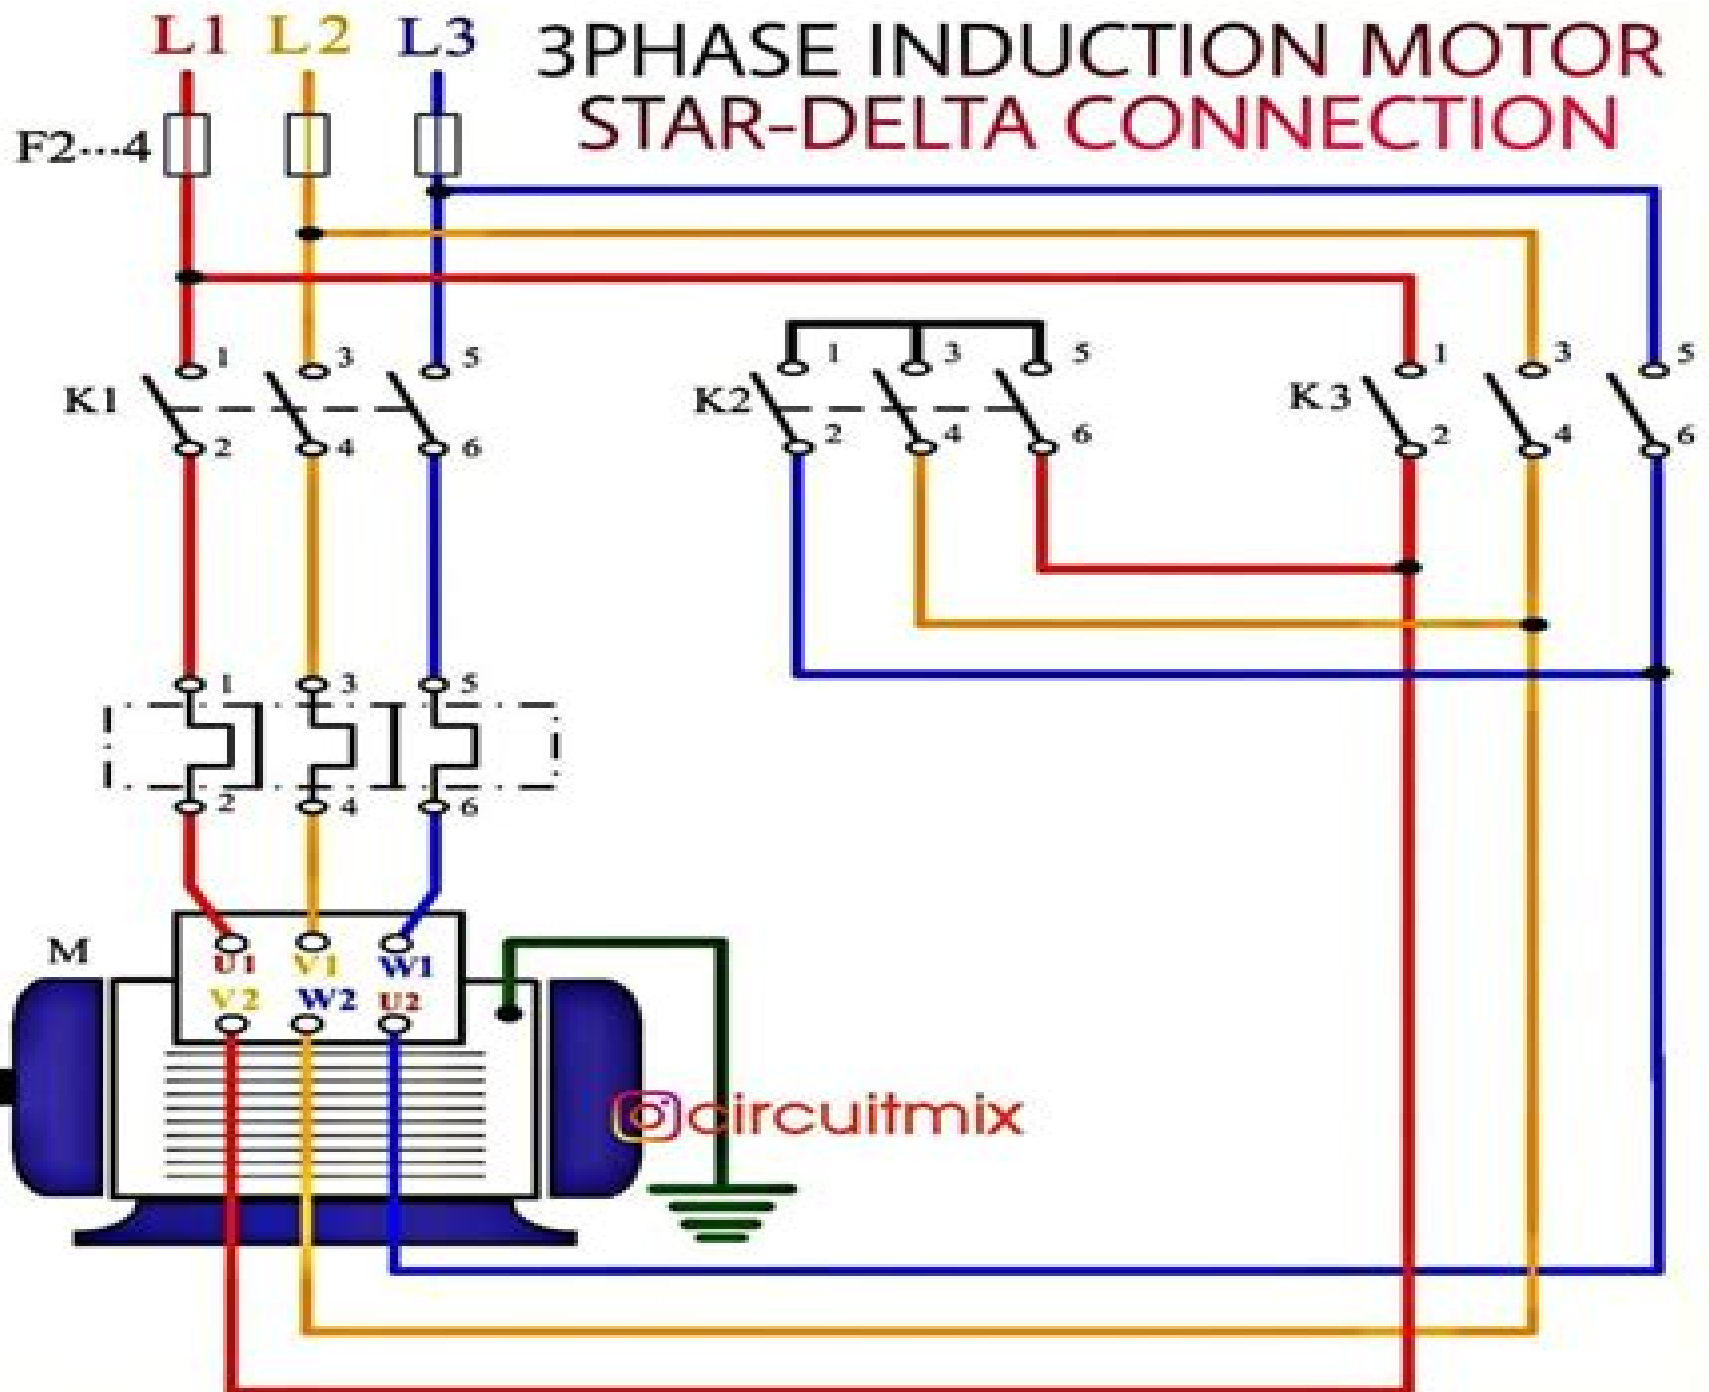 L1 L2 L3
3PHASE INDUCTION MOTOR
STAR-DELTA CONNECTION
F2...4
1 3 5
K1
2 4 6
1 3 5
K2
2 4 6
1 3 5
K3
2 4 6
1 3 5
2 4 6
M
U1 V1 W1
V2 W2 U2
circuitmix